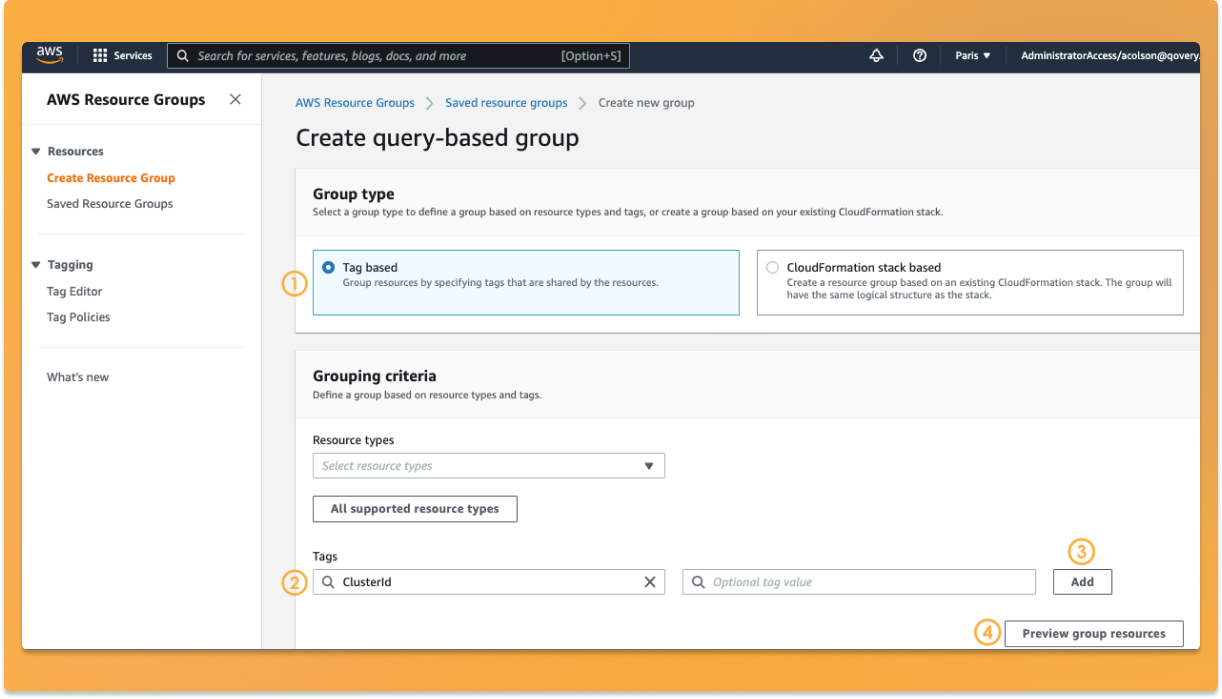 aws
Services
Search for services, features, blogs, docs, and more
[Option+S]
Paris ▼
AdministratorAccess/acolson@qovery.
AWS Resource Groups
Resources
Create Resource Group
Saved Resource Groups
Tagging
Tag Editor
Tag Policies
What's new
AWS Resource Groups > Saved resource groups > Create new group
Create query-based group
Group type
Select a group type to define a group based on resource types and tags, or create a group based on your existing CloudFormation stack.
1
Tag based
Group resources by specifying tags that are shared by the resources.
CloudFormation stack based
Create a resource group based on an existing CloudFormation stack. The group will
have the same logical structure as the stack.
Grouping criteria
Define a group based on resource types and tags.
Resource types
Select resource types
All supported resource types
Tags
2
ClusterId
Optional tag value
3
Add
4
Preview group resources